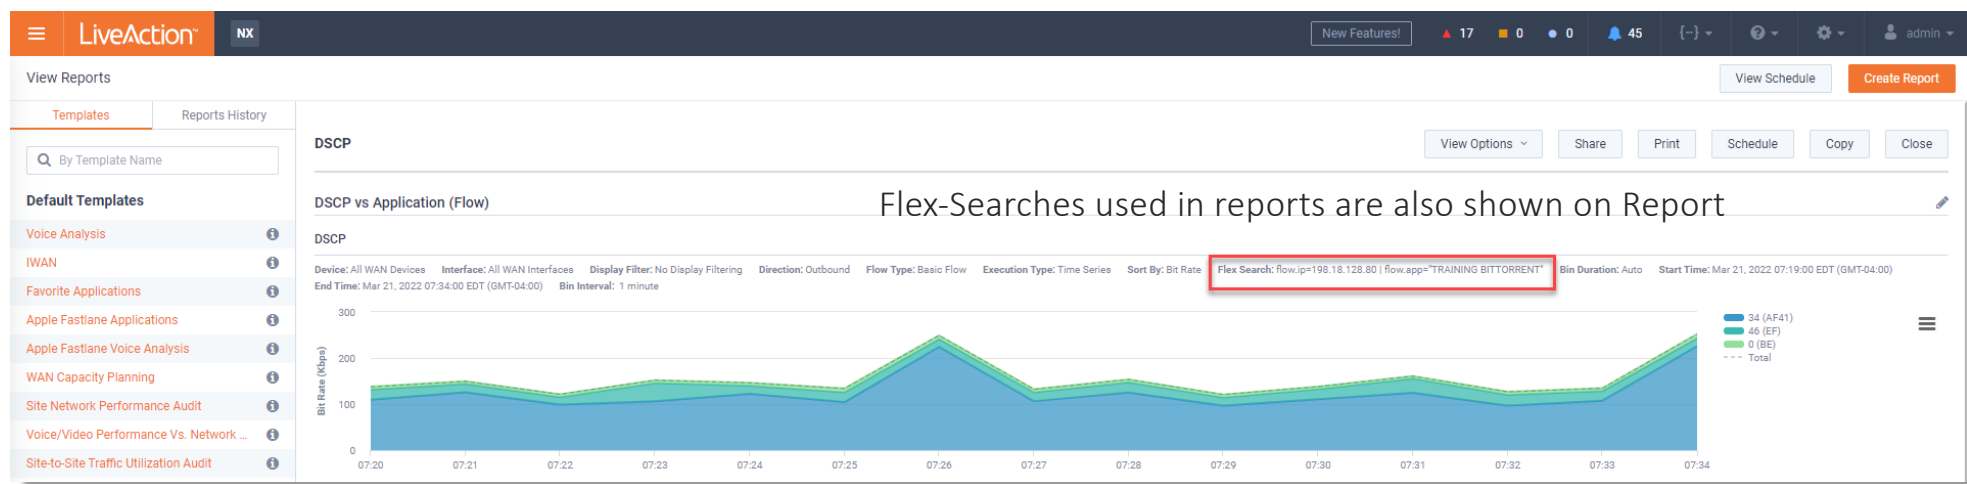 LiveAction™ NX New Features! 17 0 0 45 {--} admin
View Reports View Schedule Create Report
Templates Reports History
By Template Name
Default Templates
Voice Analysis
IWAN
Favorite Applications
Apple Fastlane Applications
Apple Fastlane Voice Analysis
WAN Capacity Planning
Site Network Performance Audit
Voice/Video Performance Vs. Network ...
Site-to-Site Traffic Utilization Audit
DSCP View Options Share Print Schedule Copy Close
DSCP vs Application (Flow)
Flex-Searches used in reports are also shown on Report
DSCP
Device: All WAN Devices Interface: All WAN Interfaces Display Filter: No Display Filtering Direction: Outbound Flow Type: Basic Flow Execution Type: Time Series Sort By: Bit Rate Flex Search: flow.ip=198.18.128.80 | flow.app="TRAINING BITTORRENT" Bin Duration: Auto Start Time: Mar 21, 2022 07:19:00 EDT (GMT-04:00)
End Time: Mar 21, 2022 07:34:00 EDT (GMT-04:00) Bin Interval: 1 minute
Bit Rate (Kbps)
300
200
100
0
07:20 07:21 07:22 07:23 07:24 07:25 07:26 07:27 07:28 07:29 07:30 07:31 07:32 07:33 07:34
34 (AF41)
46 (EF)
0 (BE)
Total